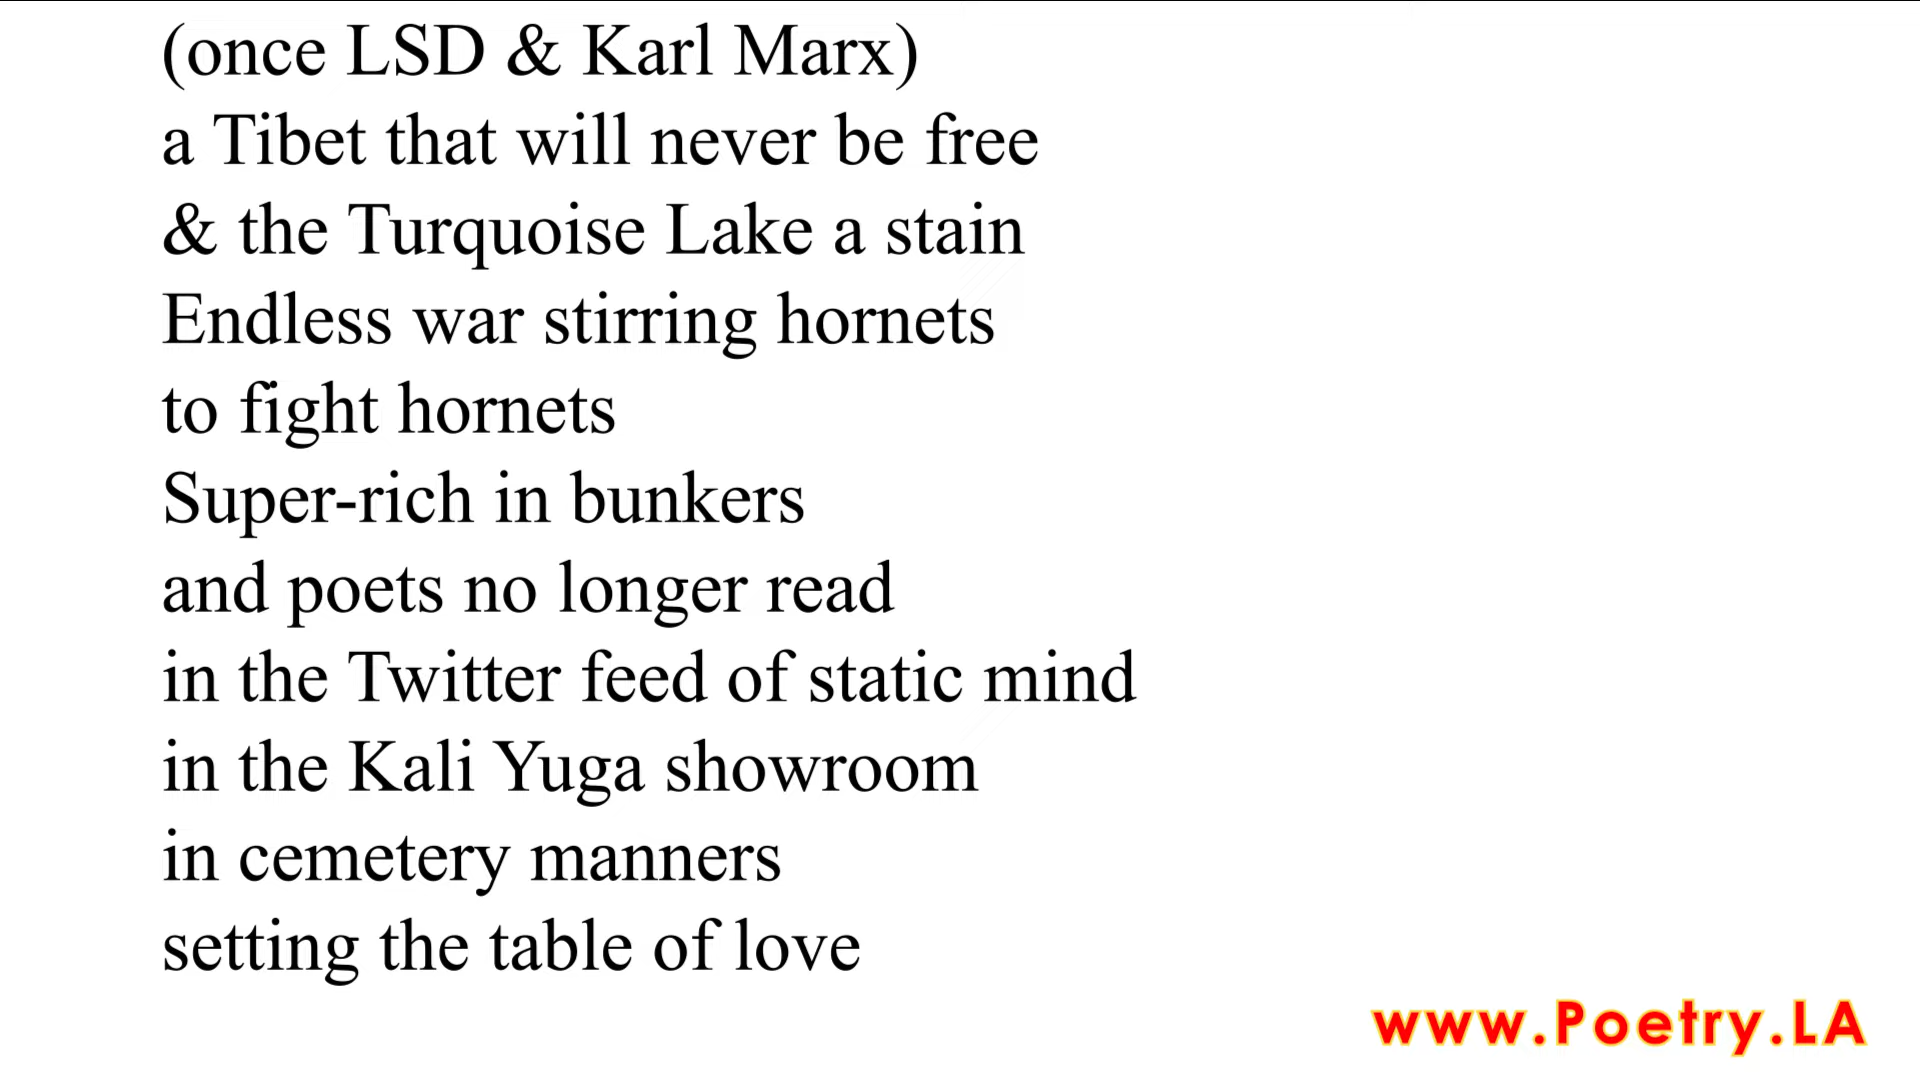 (once LSD & Karl Marx)
a Tibet that will never be free
& the Turquoise Lake a stain
Endless war stirring hornets
to fight hornets
Super-rich in bunkers
and poets no longer read
in the Twitter feed of static mind
in the Kali Yuga showroom
in cemetery manners
setting the table of love
www.Poetry.LA